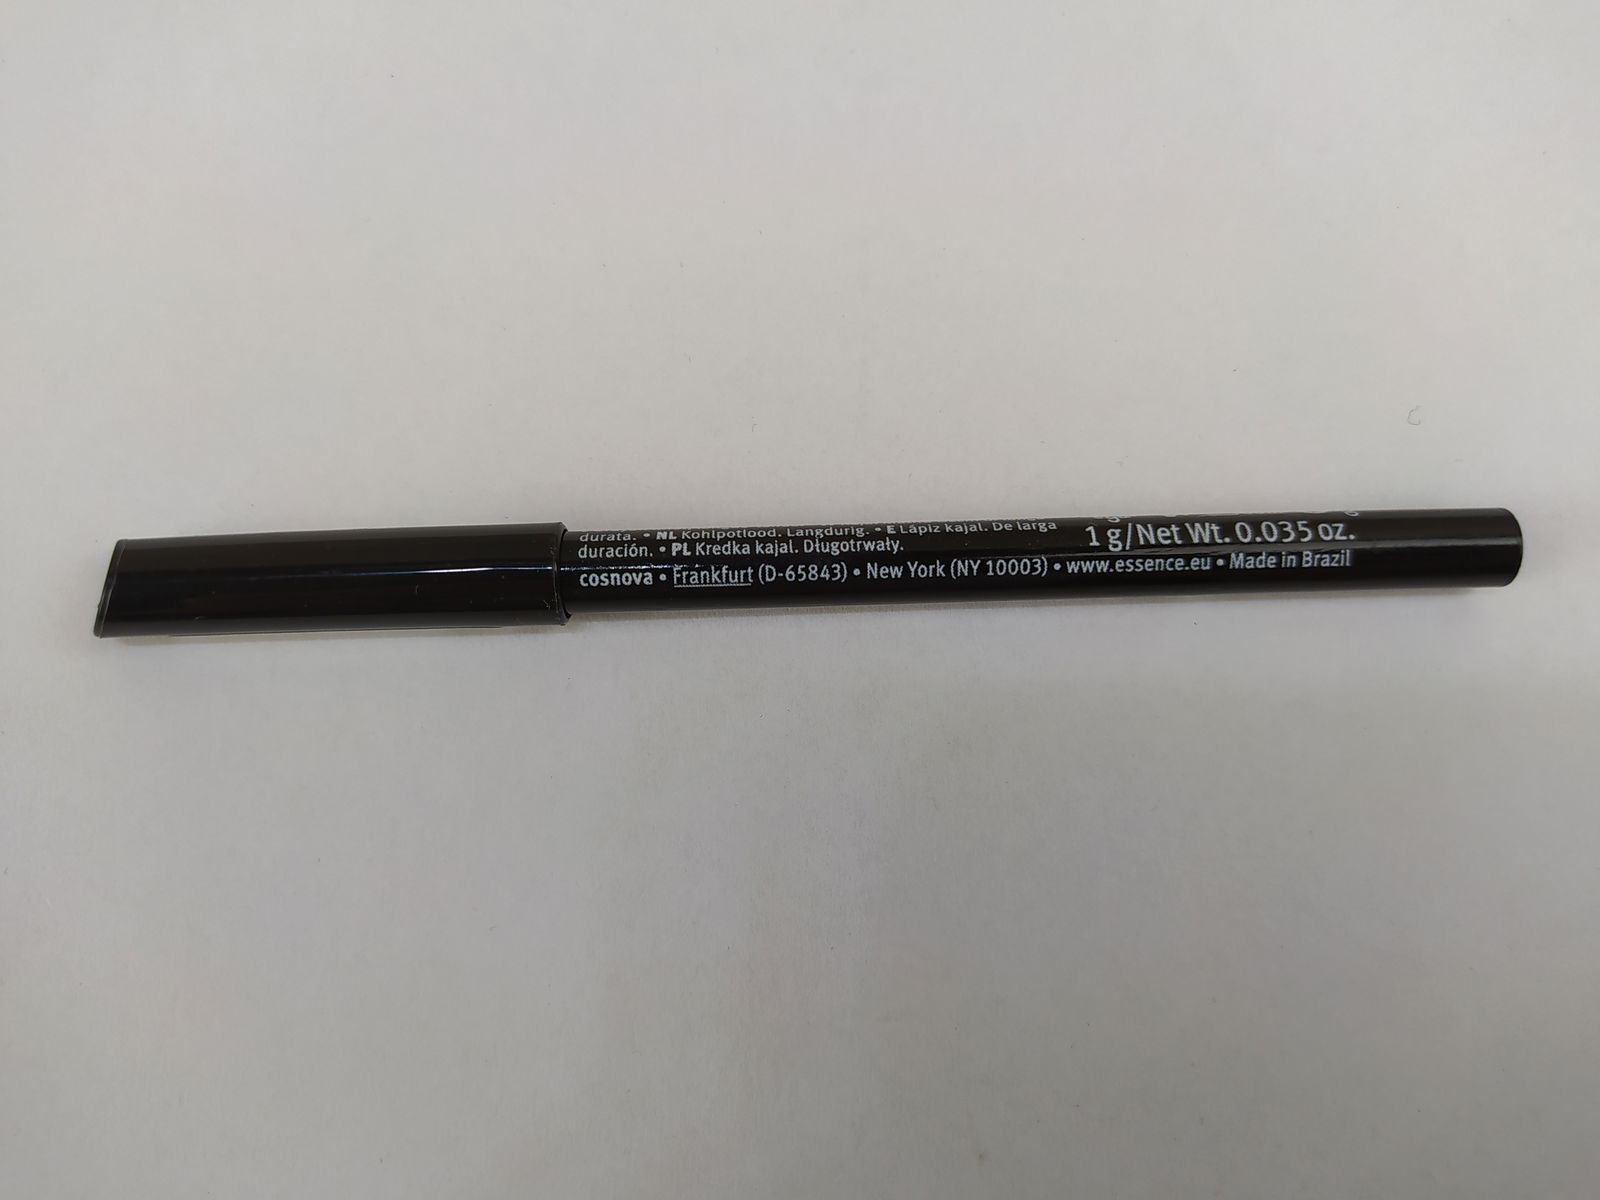 durata. • NL Kohlpotlood. Langdurig. • E Lápiz kajal. De larga
duración. • PL Kredka kajal. Długotrwały.
cosnova • Frankfurt (D-65843) • New York (NY 10003) • www.essence.eu • Made in Brazil
1 g/Net Wt. 0.035 oz.